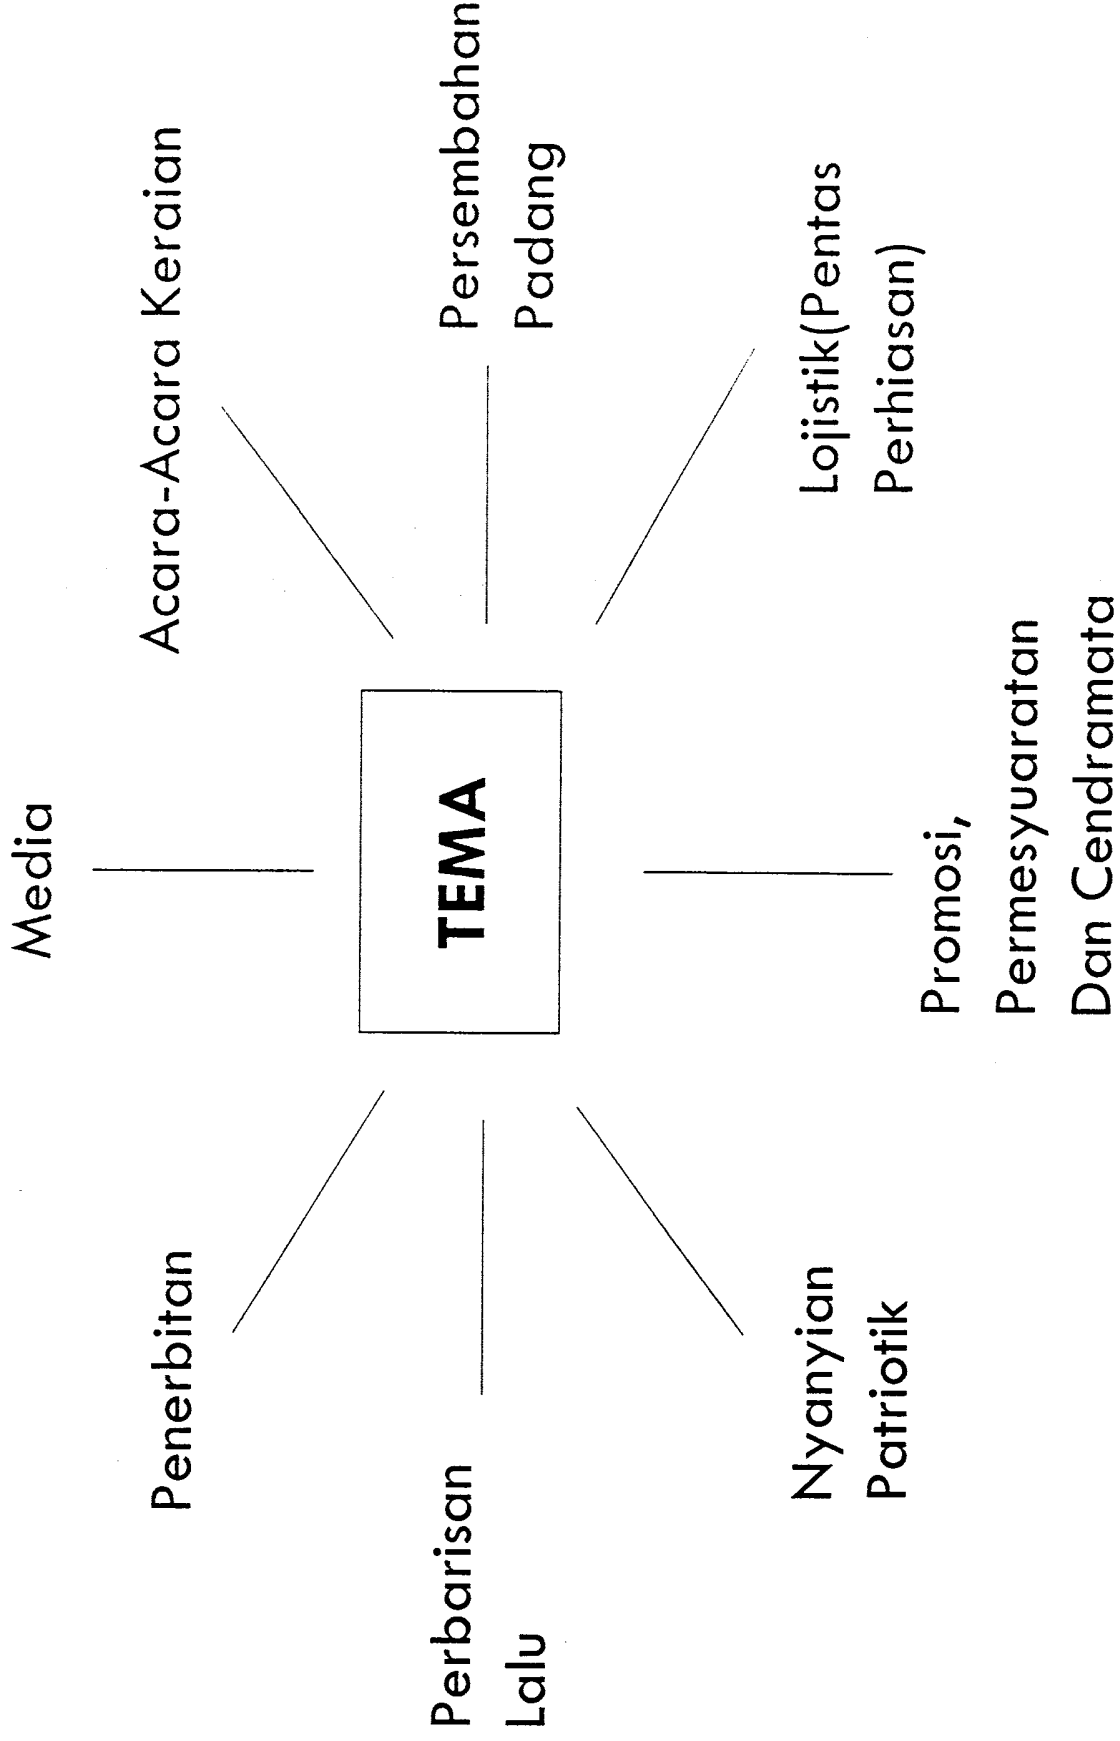 Media
Penerbitan
Acara-Acara Keraian
TEMA
Perbarisan
Lalu
Persembahan
Padang
Nyanyian
Patriotik
Promosi,
Permesyuaratan
Dan Cendramata
Lojistik(Pentas
Perhiasan)